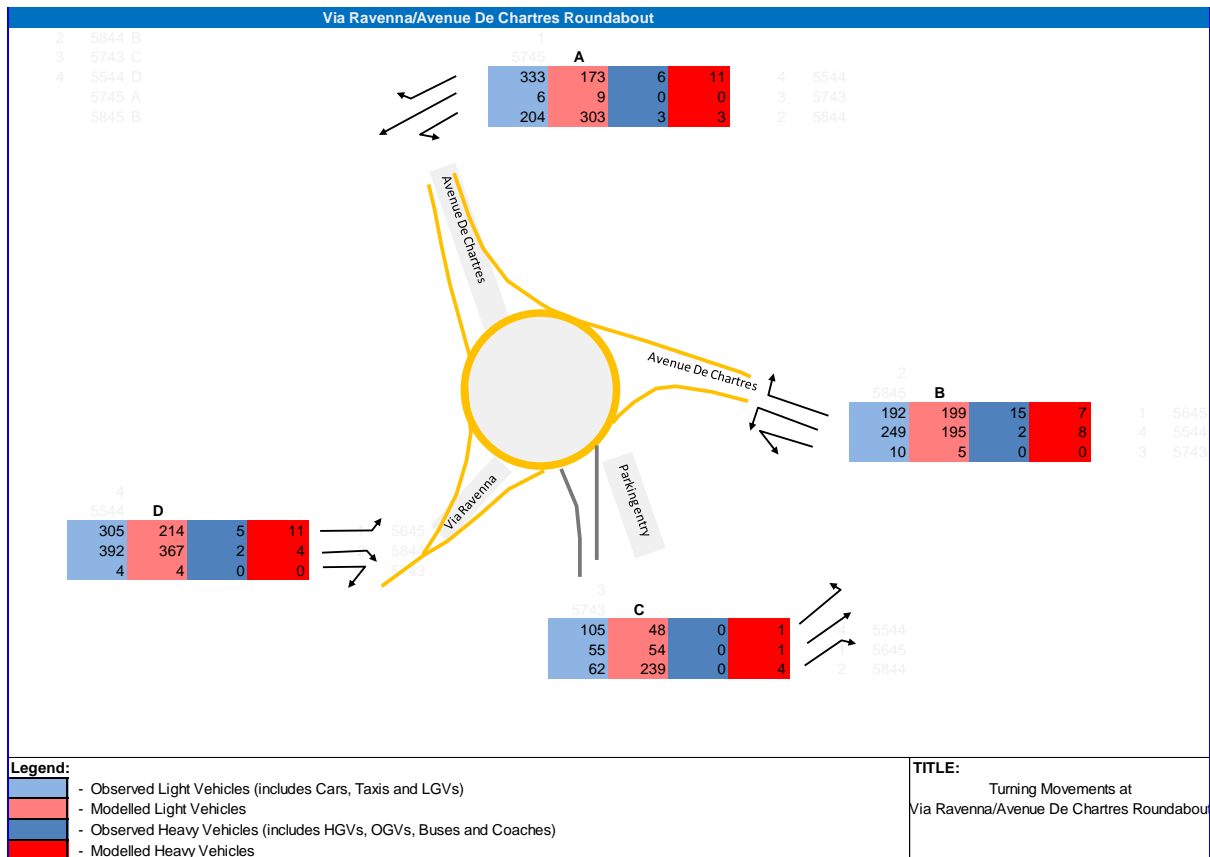 Via Ravenna/Avenue De Chartres Roundabout
2 5844 B 1
3 5743 C 5745 A
4 5544 D 333 173 6 11 4 5544
5745 A 6 9 0 0 3 5743
5845 B 204 303 3 3 2 5844
Avenue De Chartres
Avenue De Chartres
2
5845 B
192 199 15 7 1 5645
249 195 2 8 4 5544
10 5 0 0 3 5743
Parking entry
Via Ravenna
4
5544 D
305 214 5 11 5645
392 367 2 4 5844
4 4 0 0 5743
3
5743 C
105 48 0 1 4 5544
55 54 0 1 1 5645
62 239 0 4 2 5844
Legend:
- Observed Light Vehicles (includes Cars, Taxis and LGVs)
- Modelled Light Vehicles
- Observed Heavy Vehicles (includes HGVs, OGVs, Buses and Coaches)
- Modelled Heavy Vehicles
TITLE:
Turning Movements at
Via Ravenna/Avenue De Chartres Roundabout